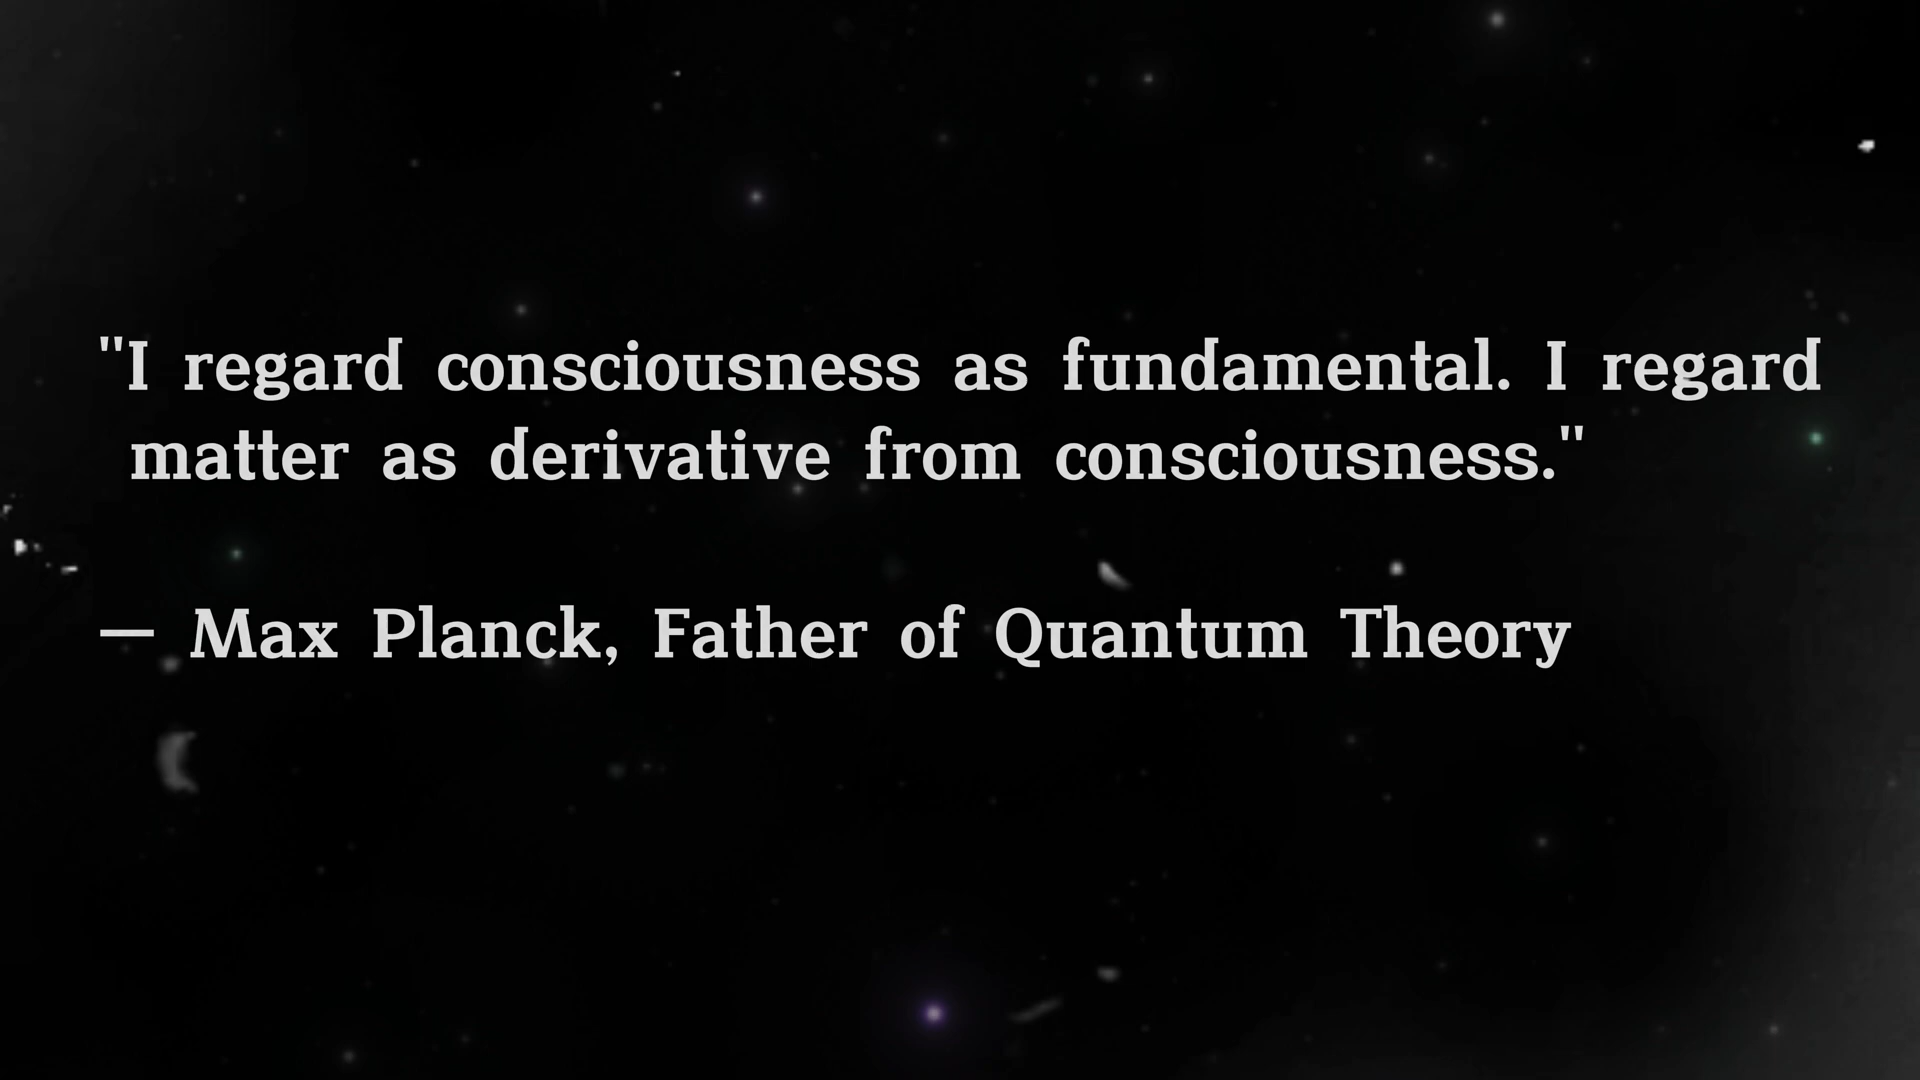 "I regard consciousness as fundamental. I regard
matter as derivative from consciousness."
— Max Planck, Father of Quantum Theory